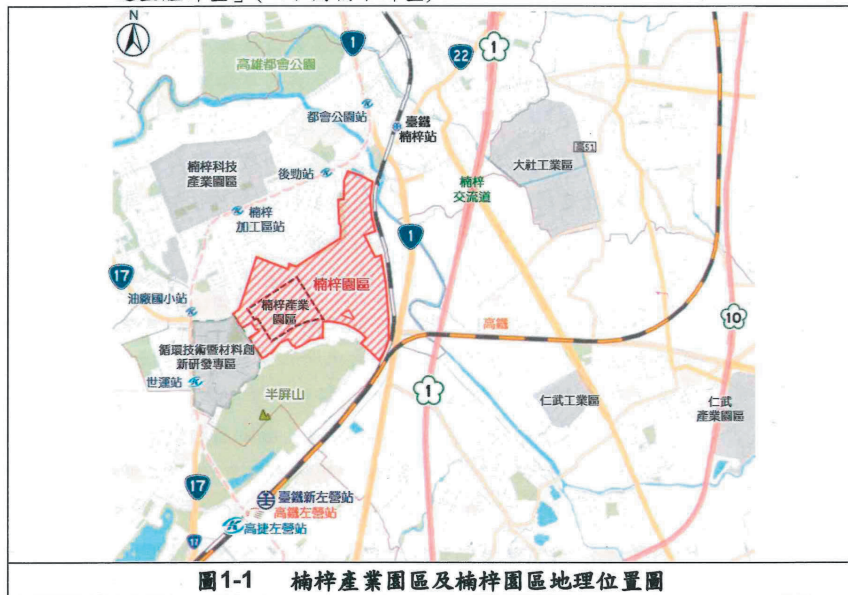 N
1
高雄都會公園
22
1
都會公園站
臺鐵
楠梓站
高51
大社工業區
楠梓科技
產業園區
後勁站
楠梓
交流道
楠梓
加工區站
1
17
楠梓園區
油廠國小站
楠梓產業
園區
高鐵
10
循環技術暨材料創
新研發專區
世運站
半屏山
1
仁武工業區
仁武
產業園區
17
臺鐵新左營站
高鐵左營站
高捷左營站
17
圖1-1 楠梓產業園區及楠梓園區地理位置圖